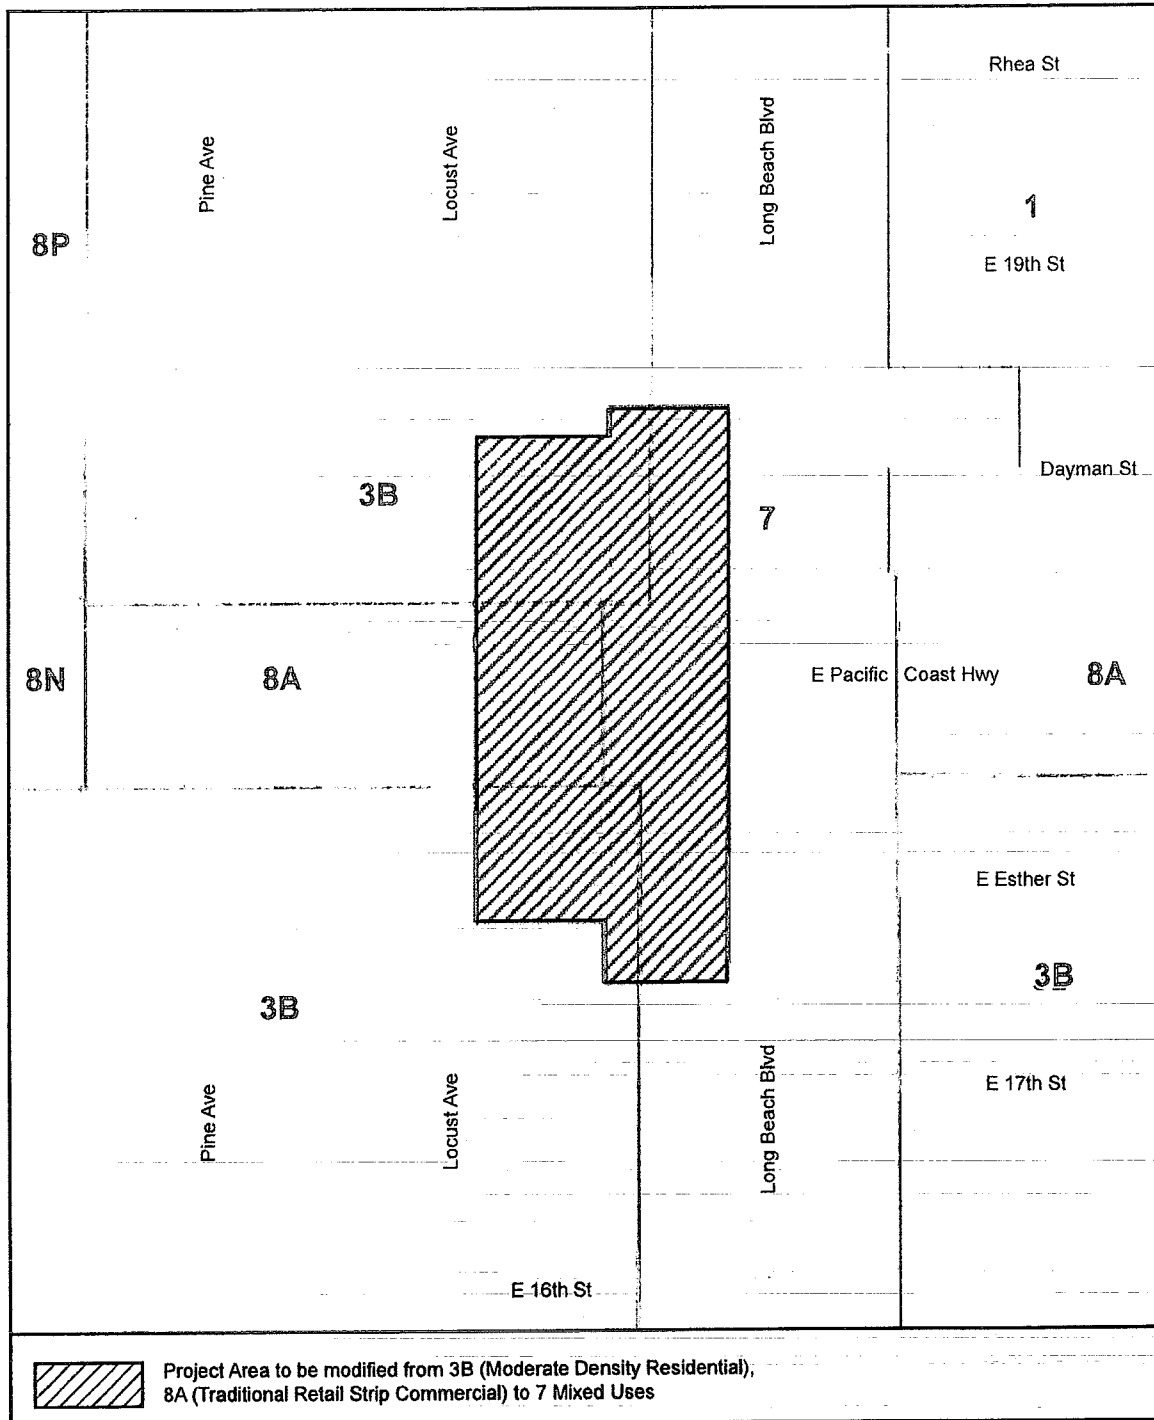 Rhea St
Pine Ave
Locust Ave
Long Beach Blvd
1
8P
E 19th St
Dayman St
3B
7
8N
8A
E Pacific Coast Hwy
8A
E Esther St
3B
3B
Pine Ave
Locust Ave
Long Beach Blvd
E 17th St
E 16th St
Project Area to be modified from 3B (Moderate Density Residential),
8A (Traditional Retail Strip Commercial) to 7 Mixed Uses